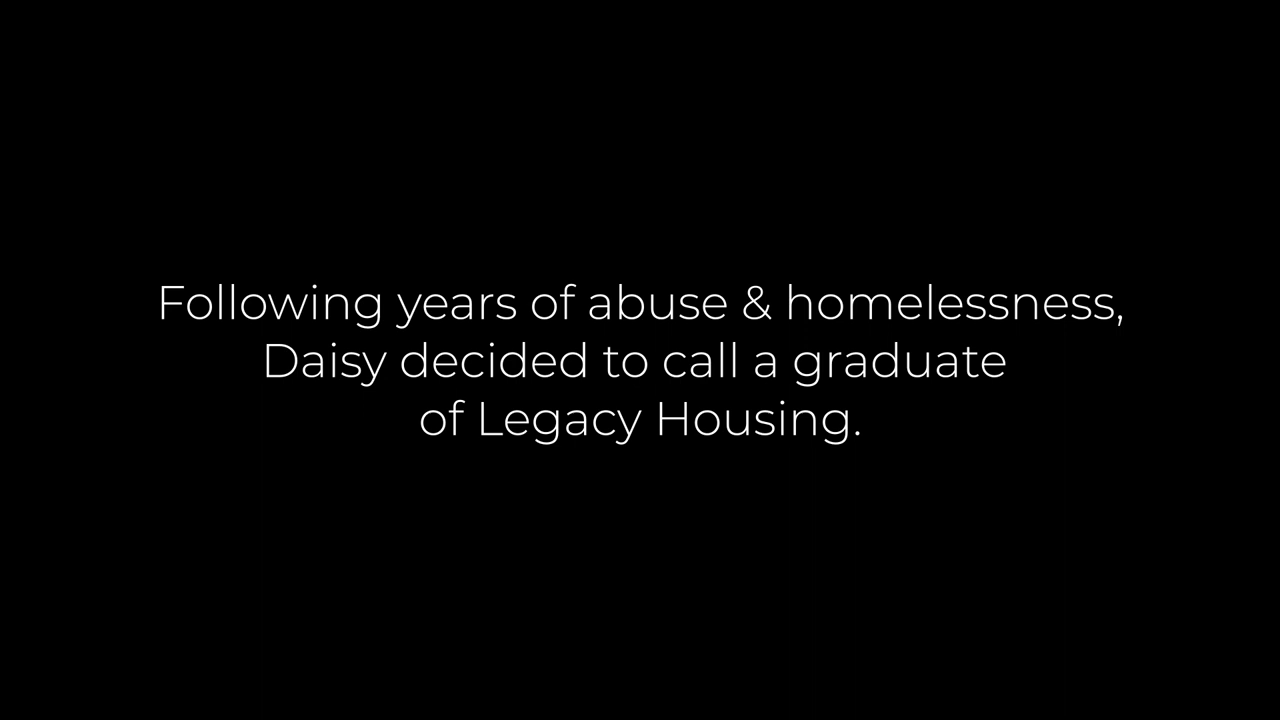 Following years of abuse & homelessness,
Daisy decided to call a graduate
of Legacy Housing.